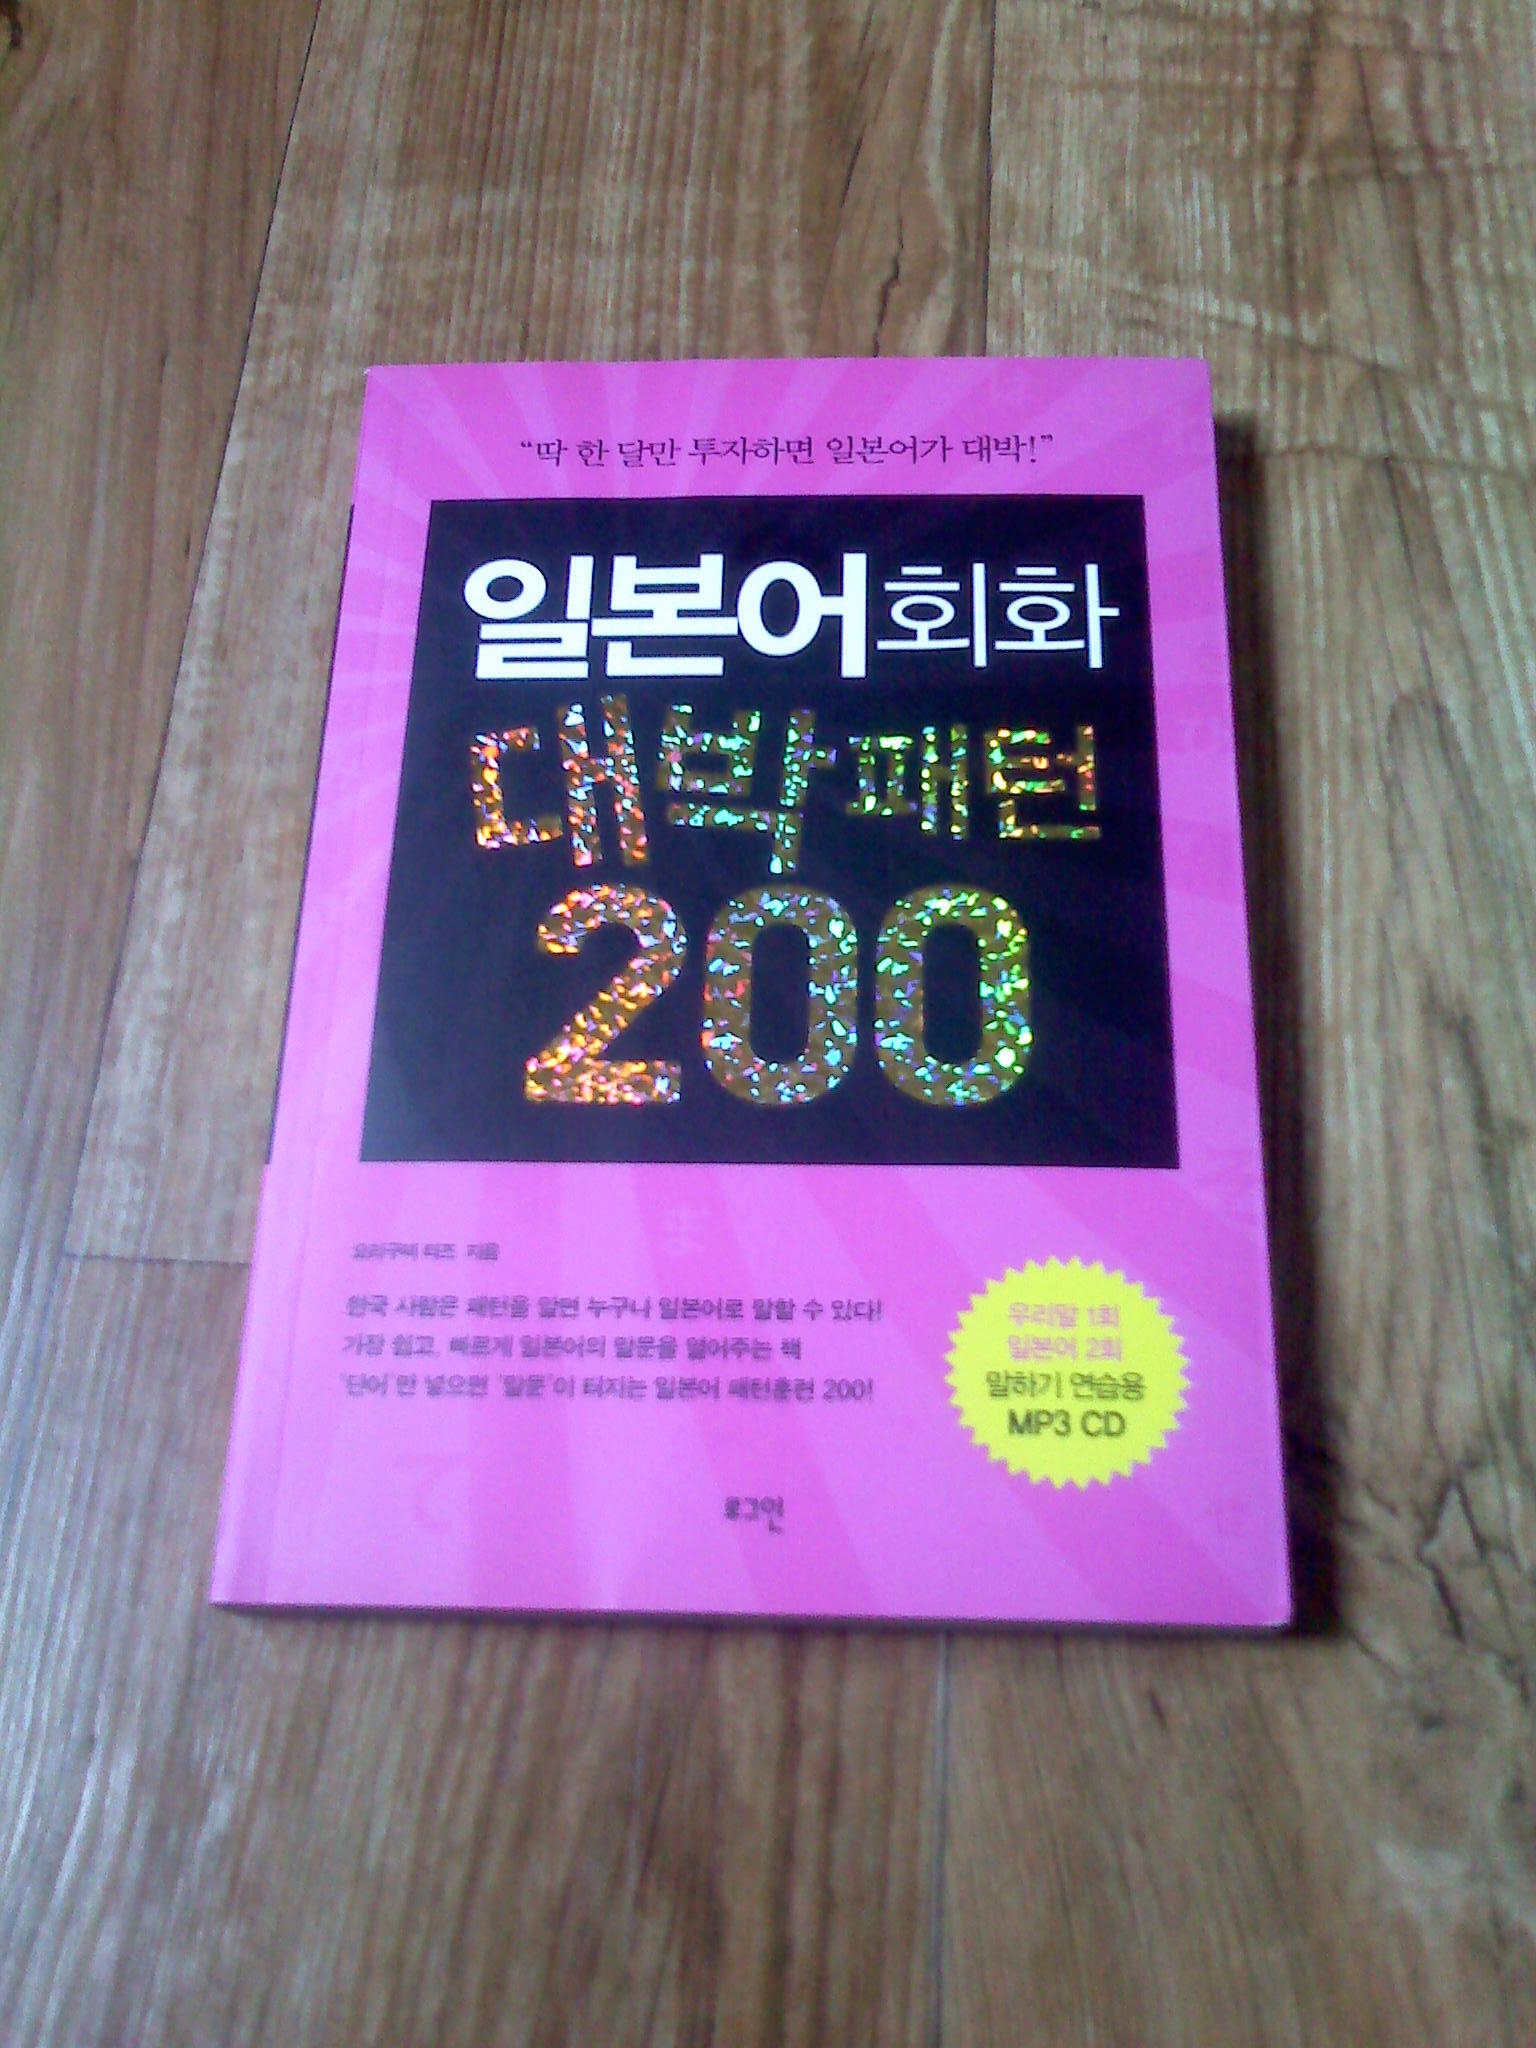 “딱 한 달만 투자하면 일본어가 대박!”
일본어회화
대박패턴
200
지음
한국 사람은 패턴을 알면 누구나 일본어로 말할 수 있다!
가장 쉽고, 빠르게 일본어의 말문을 열어주는 책
'단어'만 넣으면 '말문'이 터지는 일본어 패턴훈련 200!
우리말 1회
일본어 2회
말하기 연습용
MP3 CD
로그인